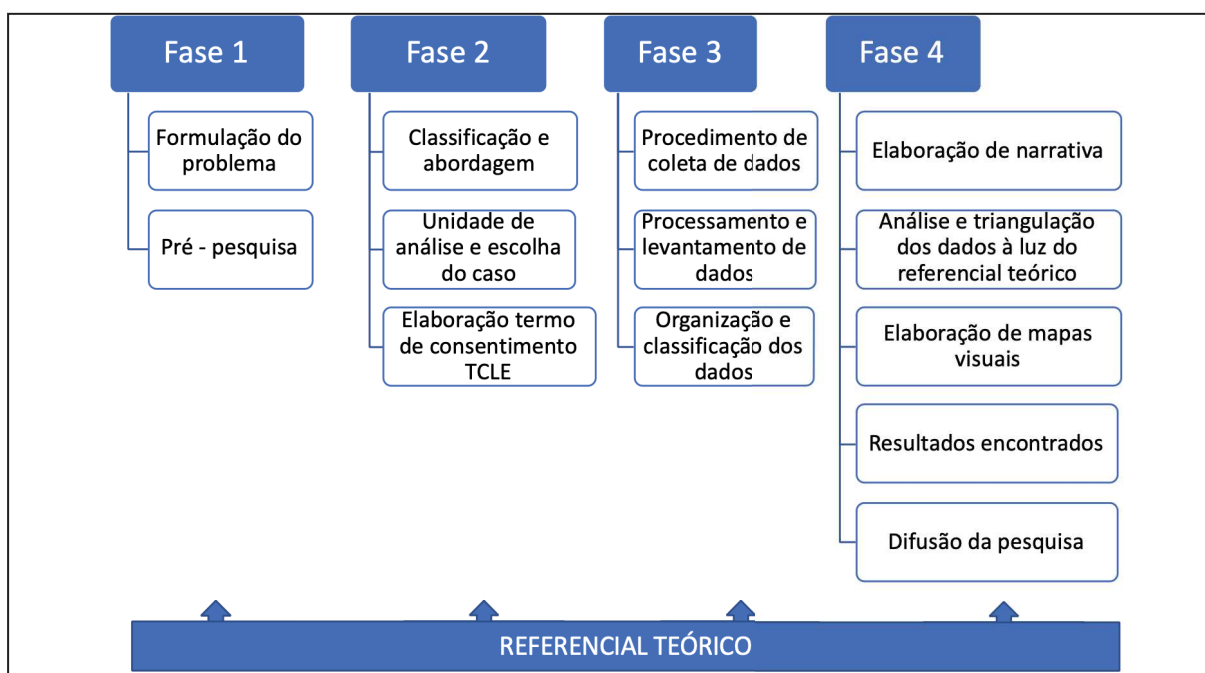 Fase 1
Formulação do
problema
Pré - pesquisa
Fase 2
Classificação e
abordagem
Unidade de
análise e escolha
do caso
Elaboração termo
de consentimento
TCLE
Fase 3
Procedimento de
coleta de dados
Processamento e
levantamento de
dados
Organização e
classificação dos
dados
Fase 4
Elaboração de narrativa
Análise e triangulação
dos dados à luz do
referencial teórico
Elaboração de mapas
visuais
Resultados encontrados
Difusão da pesquisa
REFERENCIAL TEÓRICO